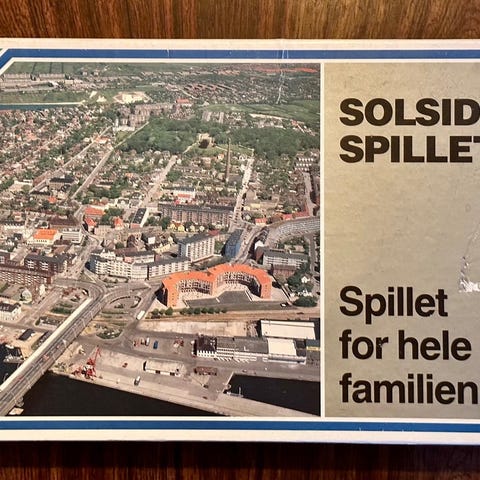 SOLSID
SPILLET
Spillet
for hele
familien